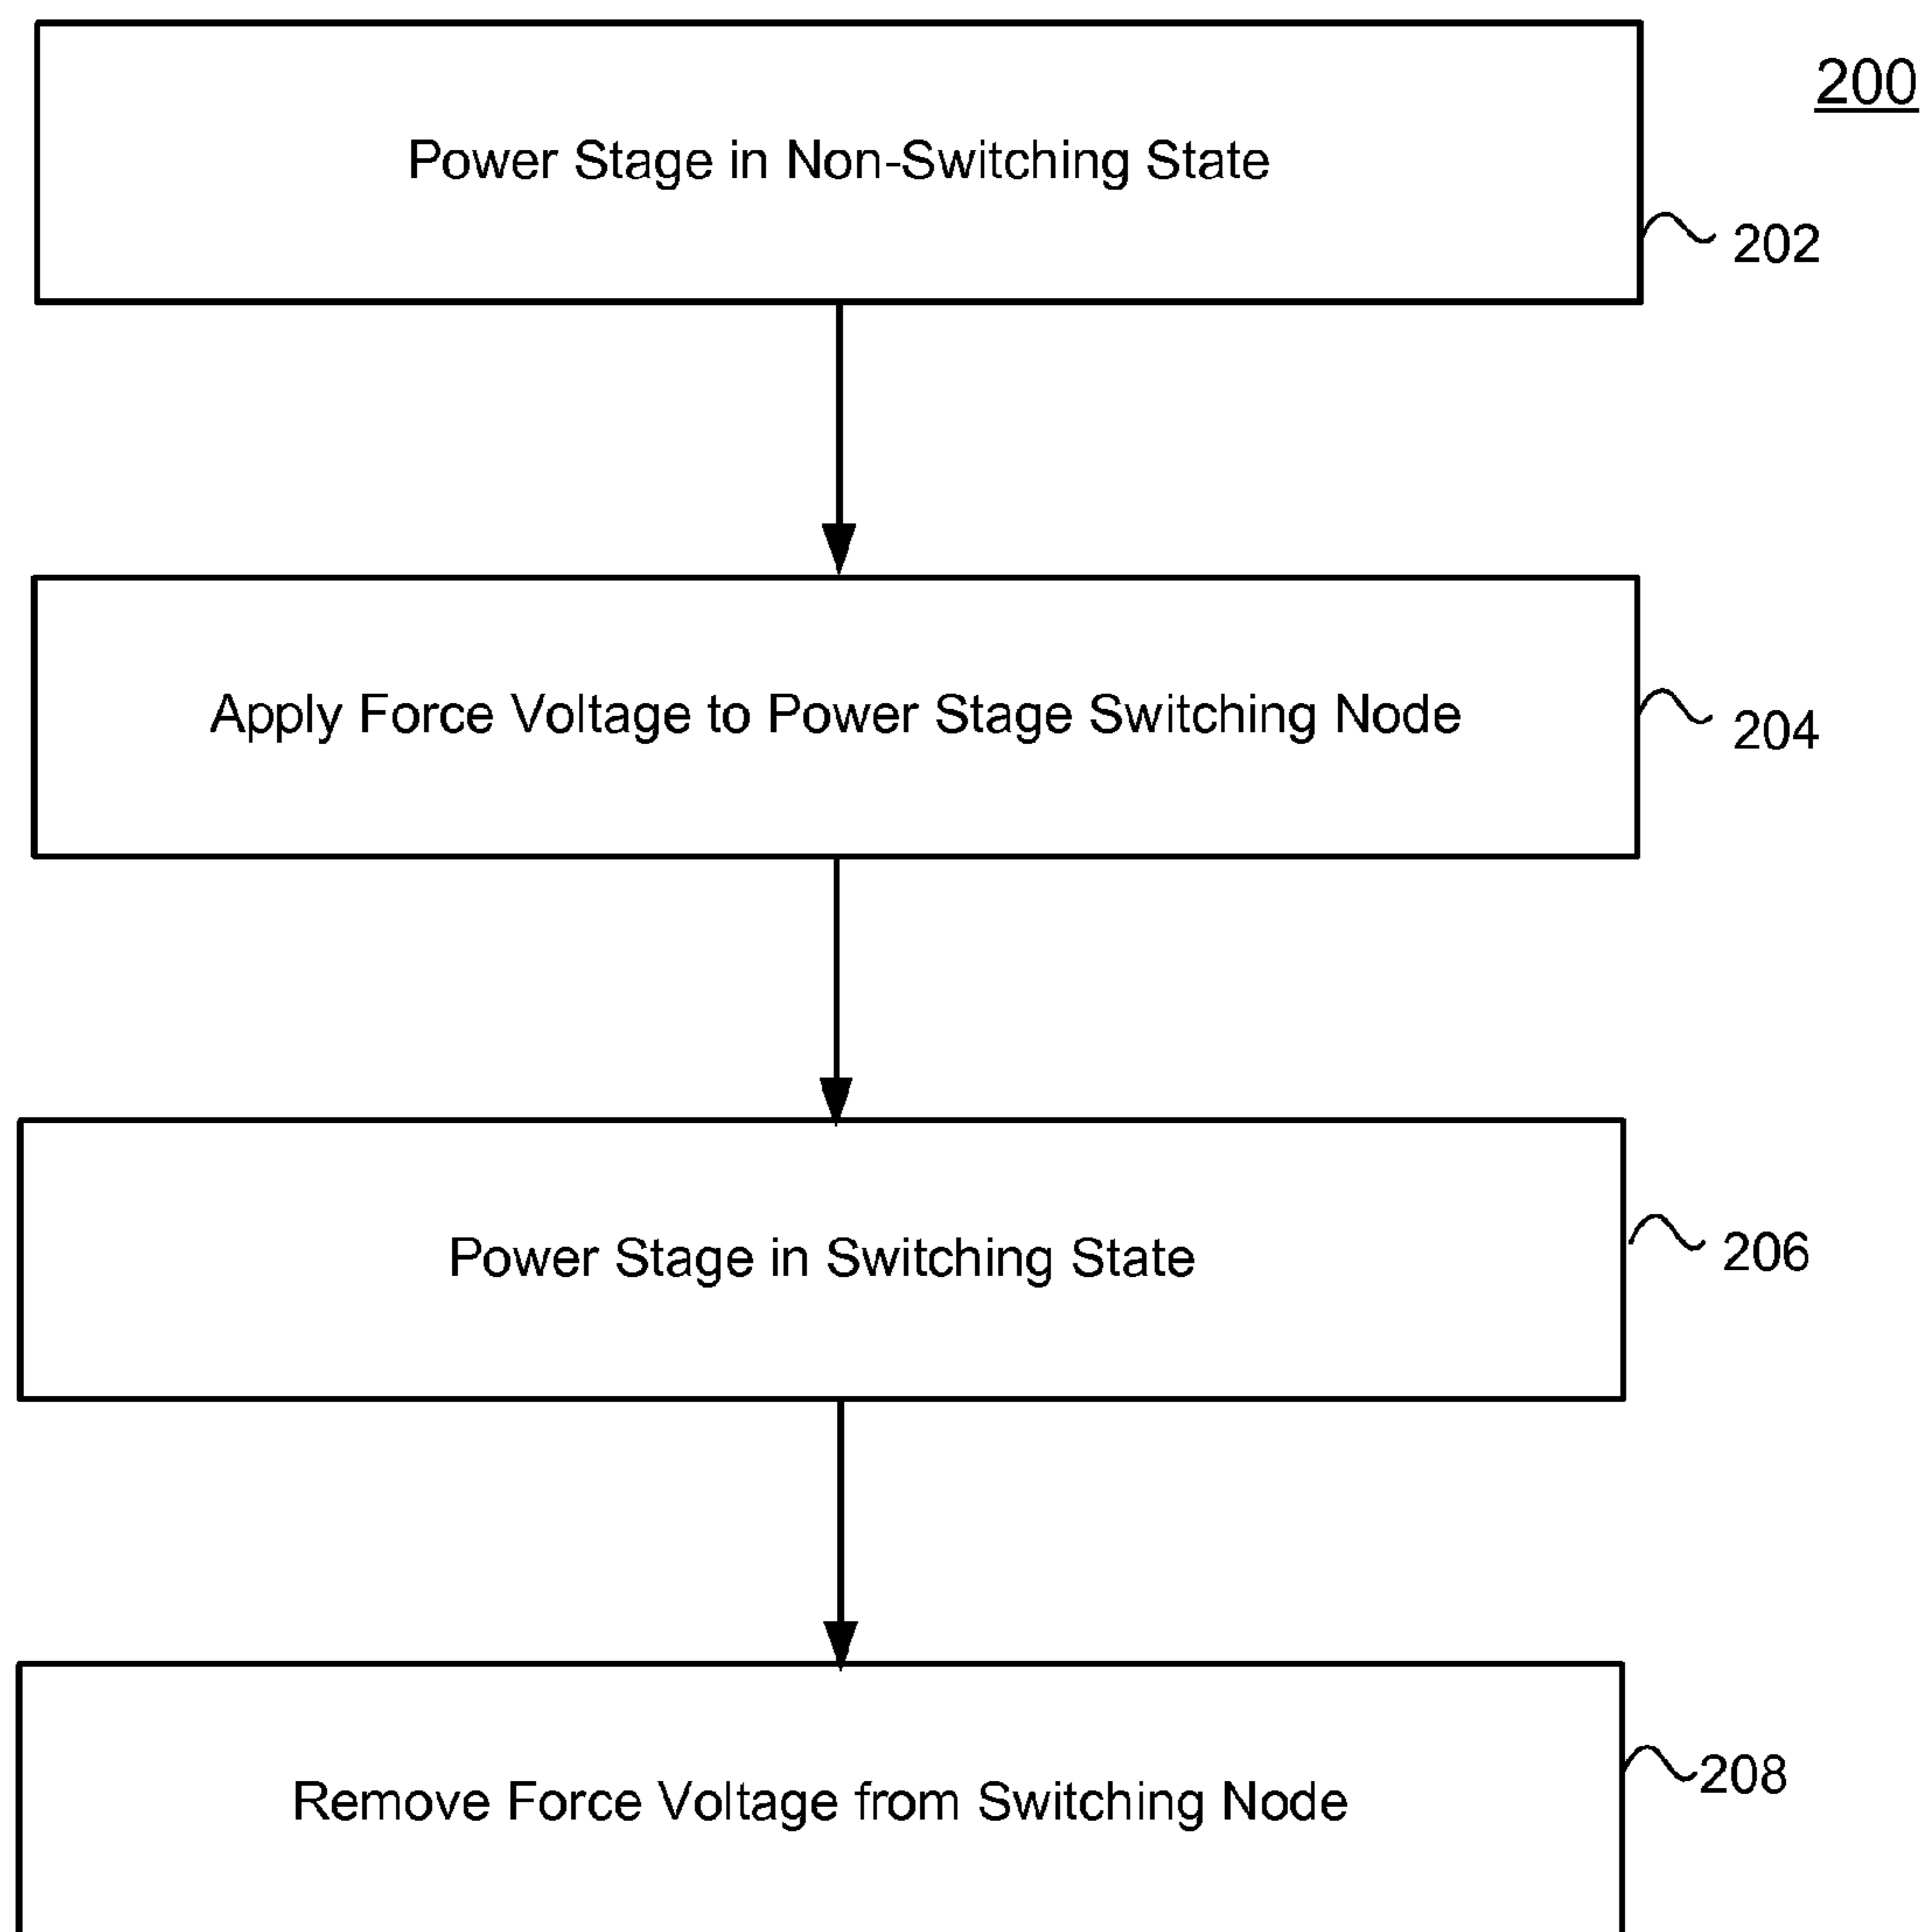 200
Power Stage in Non-Switching State
202
Apply Force Voltage to Power Stage Switching Node
204
Power Stage in Switching State
206
Remove Force Voltage from Switching Node
208